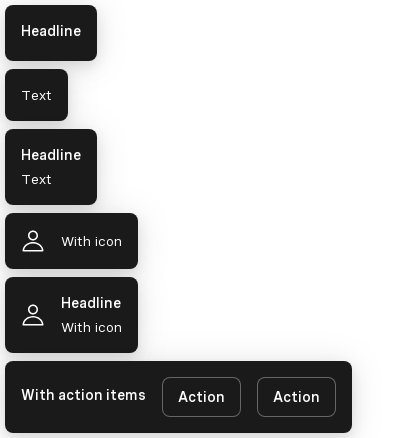 Headline
Text
Headline
Text
With icon
Headline
With icon
With action items Action Action